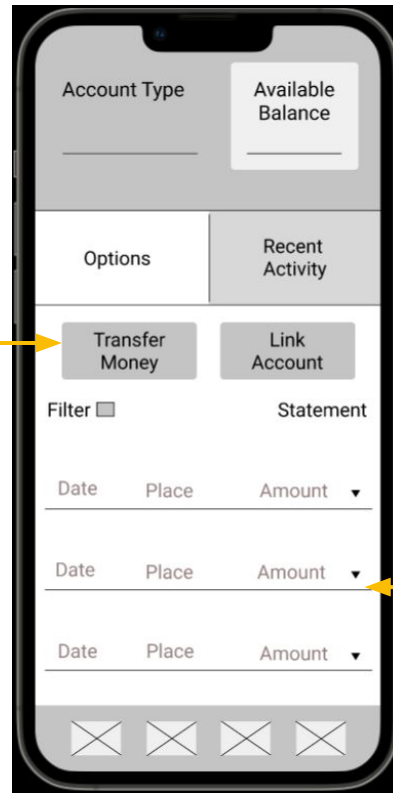 Account Type
Available
Balance
Options
Recent
Activity
Transfer
Money
Link
Account
Filter
Statement
Date Place Amount
Date Place Amount
Date Place Amount